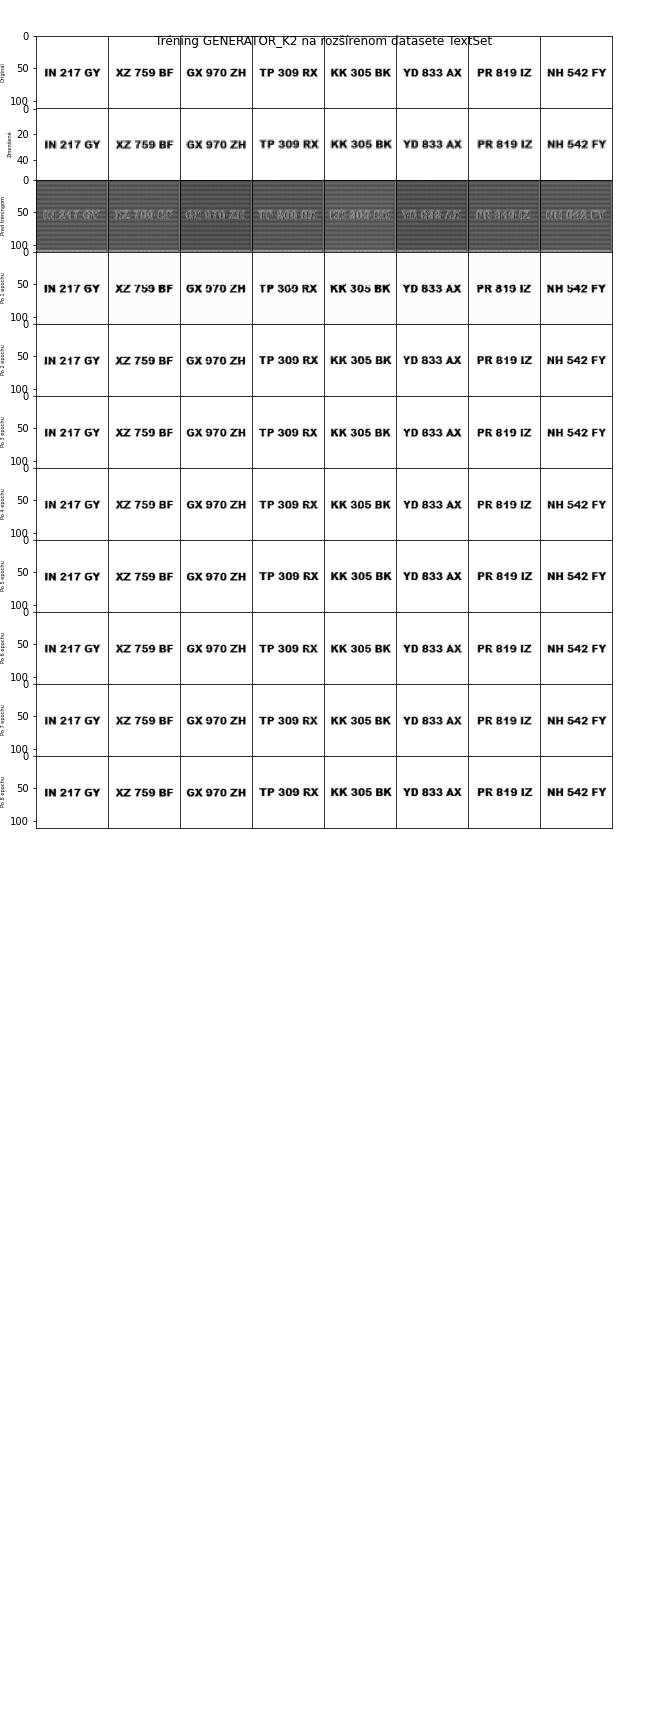 Tréning GENERATOR_K2 na rozšírenom datasete TextSet
0
50
100
Original
IN 217 GY XZ 759 BF GX 970 ZH TP 309 RX KK 305 BK YD 833 AX PR 819 IZ NH 542 FY
0
20
40
Zmenšené
IN 217 GY XZ 759 BF GX 970 ZH TP 309 RX KK 305 BK YD 833 AX PR 819 IZ NH 542 FY
0
50
100
Pred tréningom
0
50
100
Po 1 epochu
IN 217 GY XZ 759 BF GX 970 ZH TP 309 RX KK 305 BK YD 833 AX PR 819 IZ NH 542 FY
0
50
100
Po 2 epochu
IN 217 GY XZ 759 BF GX 970 ZH TP 309 RX KK 305 BK YD 833 AX PR 819 IZ NH 542 FY
0
50
100
Po 3 epochu
IN 217 GY XZ 759 BF GX 970 ZH TP 309 RX KK 305 BK YD 833 AX PR 819 IZ NH 542 FY
0
50
100
Po 4 epochu
IN 217 GY XZ 759 BF GX 970 ZH TP 309 RX KK 305 BK YD 833 AX PR 819 IZ NH 542 FY
0
50
100
Po 5 epochu
IN 217 GY XZ 759 BF GX 970 ZH TP 309 RX KK 305 BK YD 833 AX PR 819 IZ NH 542 FY
0
50
100
Po 6 epochu
IN 217 GY XZ 759 BF GX 970 ZH TP 309 RX KK 305 BK YD 833 AX PR 819 IZ NH 542 FY
0
50
100
Po 7 epochu
IN 217 GY XZ 759 BF GX 970 ZH TP 309 RX KK 305 BK YD 833 AX PR 819 IZ NH 542 FY
0
50
100
Po 8 epochu
IN 217 GY XZ 759 BF GX 970 ZH TP 309 RX KK 305 BK YD 833 AX PR 819 IZ NH 542 FY